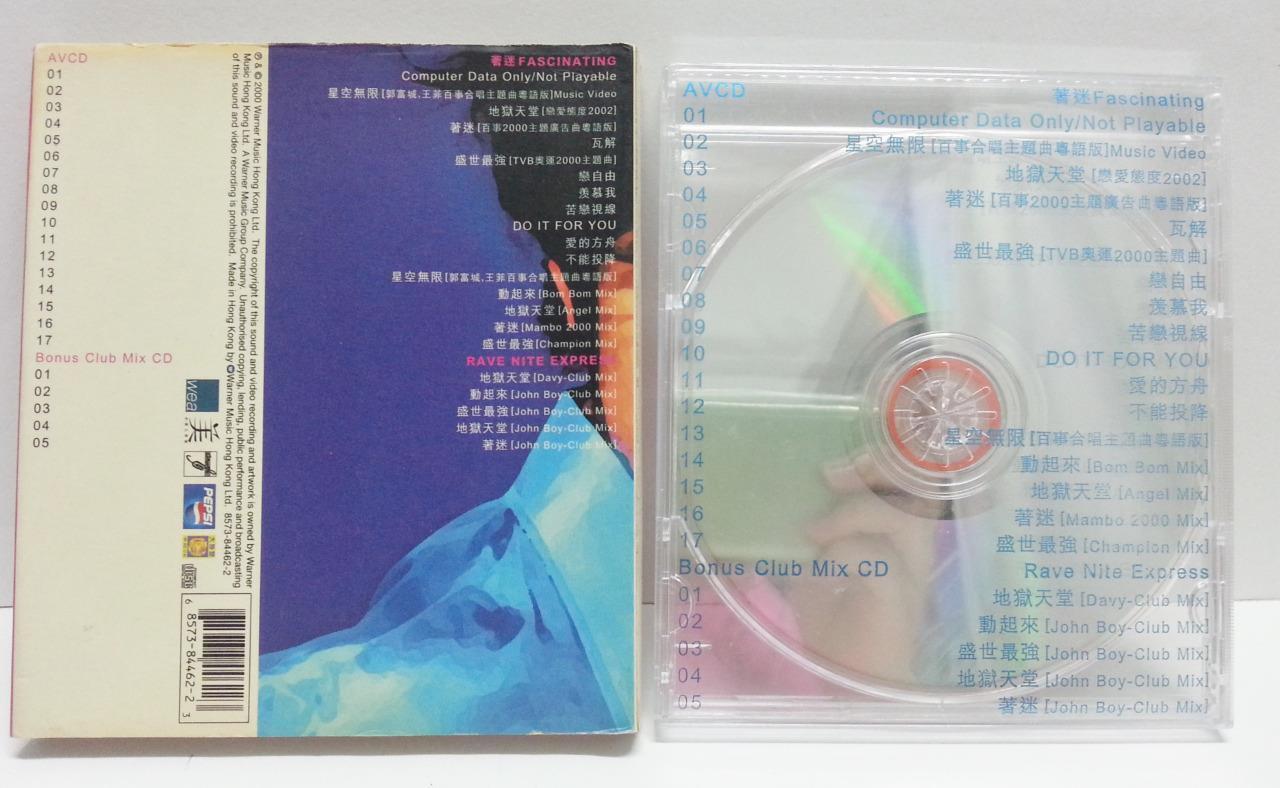 AVCD
著迷FASCINATING
01 Computer Data Only/Not Playable
02 星空無限[郭富城.王菲百事合唱主題曲粵語版]Music Video
03 地獄天堂[戀愛態度2002]
04 著迷[百事2000主題廣告曲粵語版]
05 瓦解
06 盛世最強[TVB奧運2000主題曲]
07 戀自由
08 羨慕我
09 苦戀視線
10 DO IT FOR YOU
11 愛的方舟
12 不能投降
13 星空無限[郭富城.王菲百事合唱主題曲粵語版]
14 動起來[Bom Bom Mix]
15 地獄天堂[Angel Mix]
16 著迷[Mambo 2000 Mix]
17 盛世最強[Champion Mix]
Bonus Club Mix CD
RAVE NITE EXPRESS
01 地獄天堂[Davy-Club Mix]
02 動起來[John Boy-Club Mix]
03 盛世最強[John Boy-Club Mix]
04 地獄天堂[John Boy-Club Mix]
05 著迷[John Boy-Club Mix]
℗ & © 2000 Warner Music Hong Kong Ltd. The copyright of this sound and video recording and artwork is owned by Warner
Music Hong Kong Ltd. A Warner Music Group Company. Unauthorised copying, lending, public performance and broadcasting
of this sound and video recording is prohibited. Made in Hong Kong by Warner Music Hong Kong Ltd. 8573-84462-2
wea
美
PEPSI
disc
6 8573-84462-2 3
AVCD
著迷Fascinating
01 Computer Data Only/Not Playable
02 星空無限[百事合唱主題曲粵語版]Music Video
03 地獄天堂[戀愛態度2002]
04 著迷[百事2000主題廣告曲粵語版]
05 瓦解
06 盛世最強[TVB奧運2000主題曲]
07 戀自由
08 羨慕我
09 苦戀視線
10 DO IT FOR YOU
11 愛的方舟
12 不能投降
13 星空無限[百事合唱主題曲粵語版]
14 動起來[Bom Bom Mix]
15 地獄天堂[Angel Mix]
16 著迷[Mambo 2000 Mix]
17 盛世最強[Champion Mix]
Bonus Club Mix CD
Rave Nite Express
01 地獄天堂[Davy-Club Mix]
02 動起來[John Boy-Club Mix]
03 盛世最強[John Boy-Club Mix]
04 地獄天堂[John Boy-Club Mix]
05 著迷[John Boy-Club Mix]